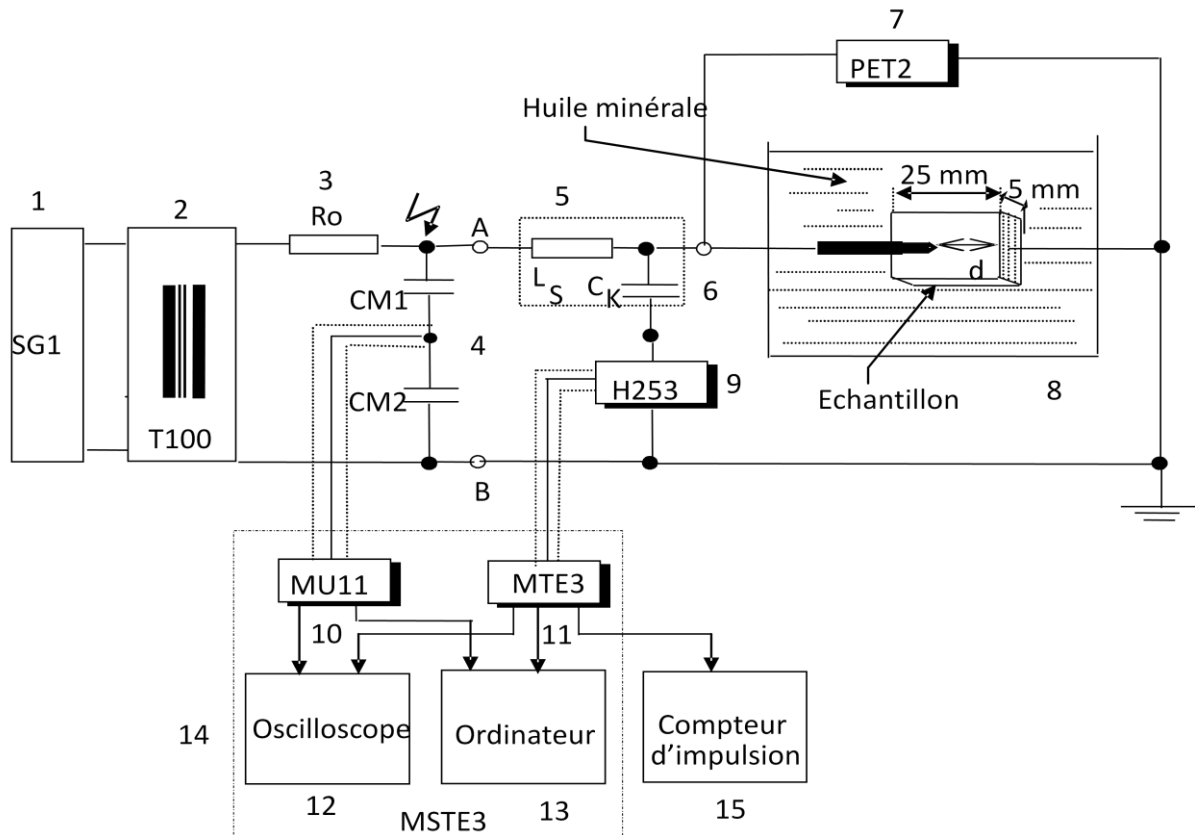 7
PET2
Huile minérale
25 mm
5 mm
3
Ro
1
2
5
A
L S
C K
d
6
CM1
SG1
4
T100
CM2
H253
9
Echantillon
8
B
MU11
MTE3
10
11
Oscilloscope
Ordinateur
Compteur
d’impulsion
14
12
13
15
MSTE3